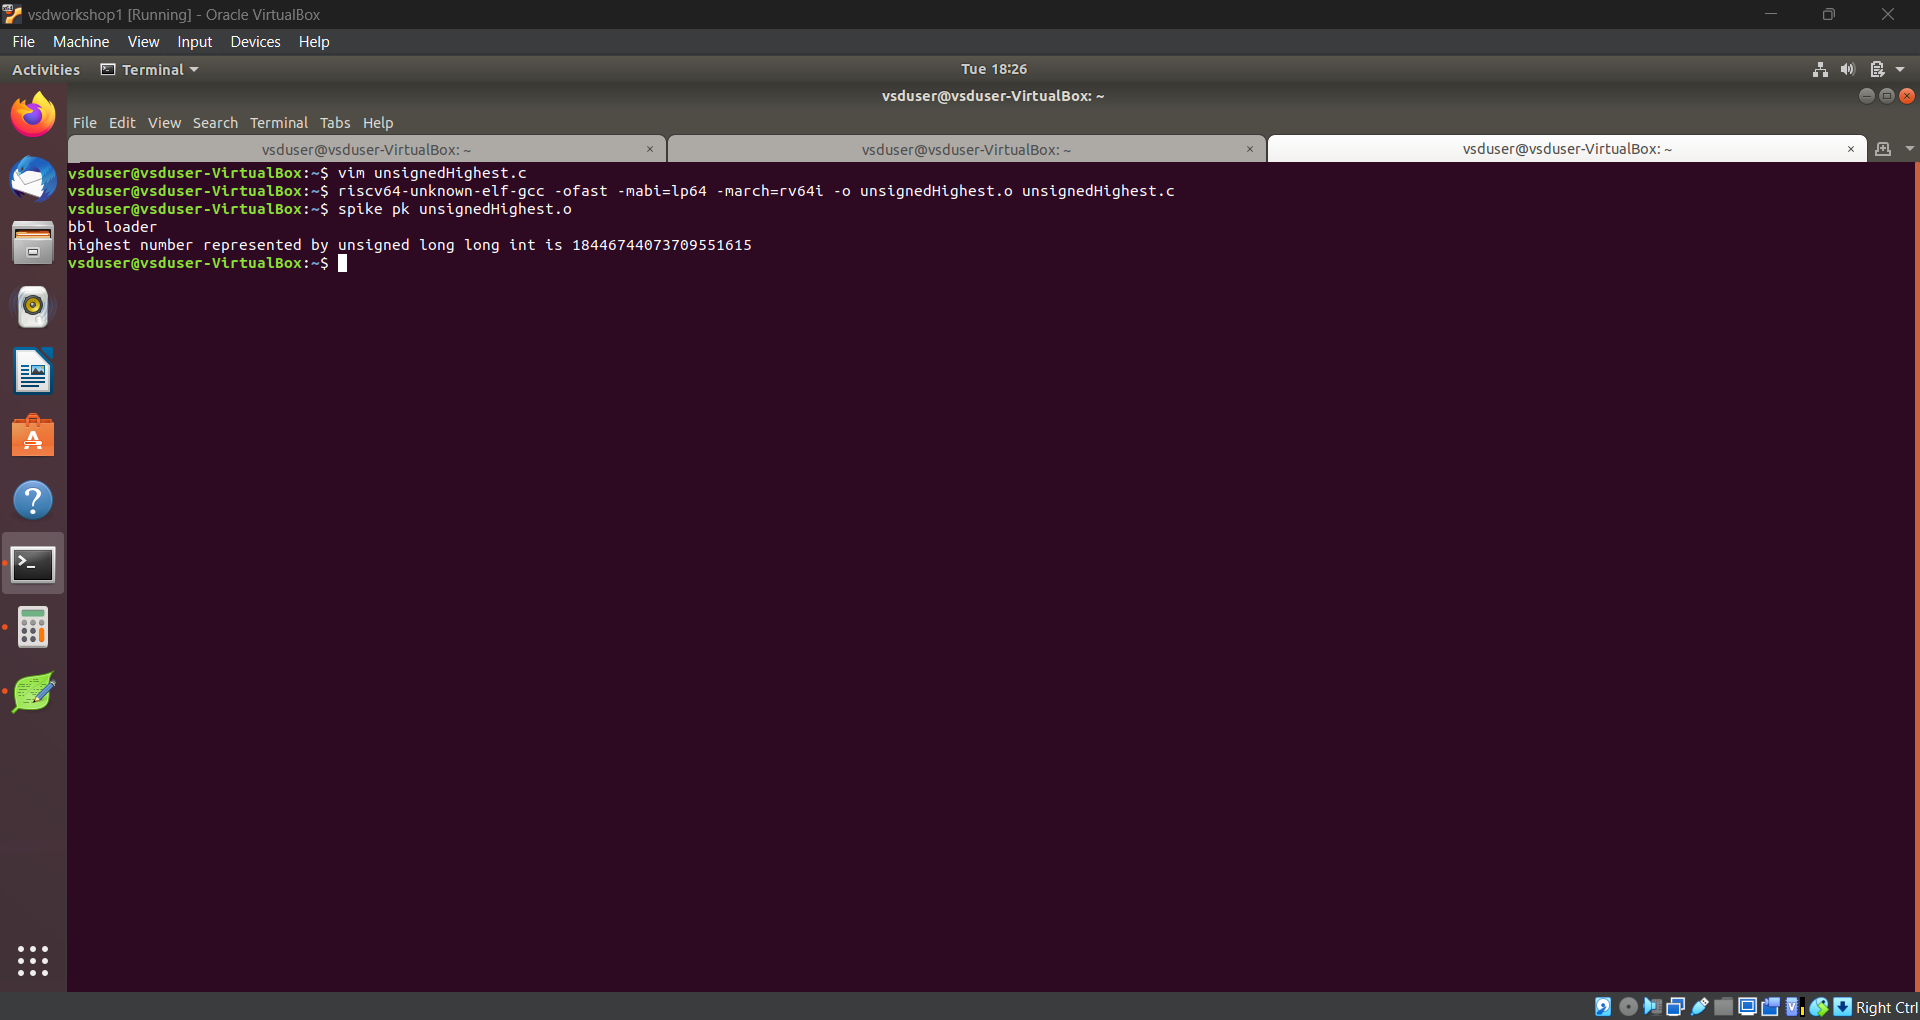 vsdworkshop1 [Running] - Oracle VirtualBox
File Machine View Input Devices Help
Activities Terminal Tue 18:26
vsduser@vsduser-VirtualBox: ~
File Edit View Search Terminal Tabs Help
vsduser@vsduser-VirtualBox: ~ × vsduser@vsduser-VirtualBox: ~ × vsduser@vsduser-VirtualBox: ~ ×
vsduser@vsduser-VirtualBox:~$ vim unsignedHighest.c
vsduser@vsduser-VirtualBox:~$ riscv64-unknown-elf-gcc -ofast -mabi=lp64 -march=rv64i -o unsignedHighest.o unsignedHighest.c
vsduser@vsduser-VirtualBox:~$ spike pk unsignedHighest.o
bbl loader
highest number represented by unsigned long long int is 18446744073709551615
vsduser@vsduser-VirtualBox:~$
Right Ctrl